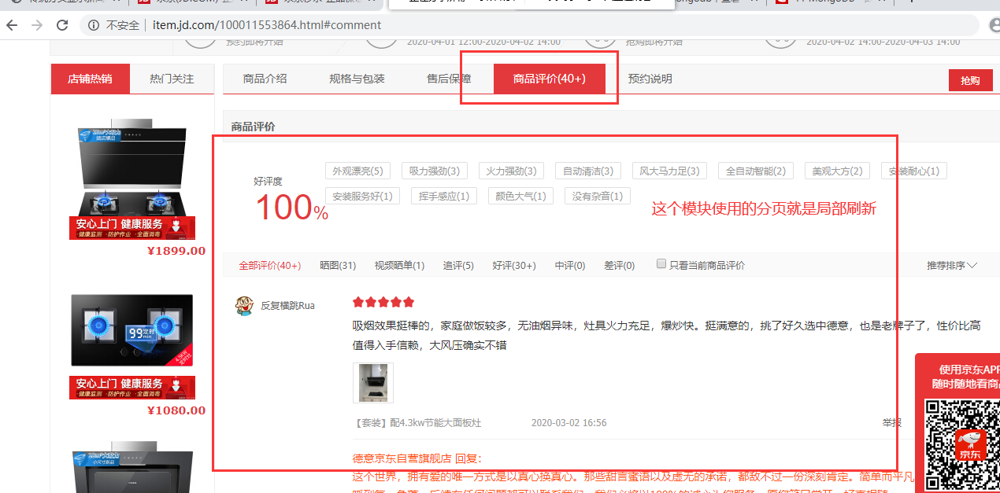 不安全 item.jd.com/100011553864.html#comment
预约即将开始 2020-04-01 12:00-2020-04-02 14:00 抢购即将开始 2020-04-02 14:00-2020-04-03 14:00
店铺热销 热门关注 商品介绍 规格与包装 售后保障 商品评价(40+) 预约说明 抢购
商品评价
好评度
100%
外观漂亮(5) 吸力强劲(3) 火力强劲(3) 自动清洁(3) 风大马力足(3) 全自动智能(2) 美观大方(2) 安装耐心(1)
安装服务好(1) 挥手感应(1) 颜色大气(1) 没有杂音(1)
这个模块使用的分页就是局部刷新
安心上门 健康服务
健康监测 · 防护作业 · 全面消毒
¥1899.00
全部评价(40+) 晒图(31) 视频晒单(1) 追评(5) 好评(30+) 中评(0) 差评(0) 只看当前商品评价 推荐排序
反复横跳Rua
吸烟效果挺棒的，家庭做饭较多，无油烟异味，灶具火力充足，爆炒快。挺满意的，挑了好久选中德意，也是老牌子了，性价比高
值得入手信赖，大风压确实不错
99 定时
min
安心上门 健康服务
健康监测 · 防护作业 · 全面消毒
¥1080.00
【套装】配4.3kw节能大面板灶 2020-03-02 16:56 举报
德意京东自营旗舰店 回复：
这个世界，拥有爱的唯一方式是以真心换真心。那些甜言蜜语以及虚无的承诺，都敌不过一份深刻肯定。简单而平凡
使用京东APP
随时随地看商品
京东